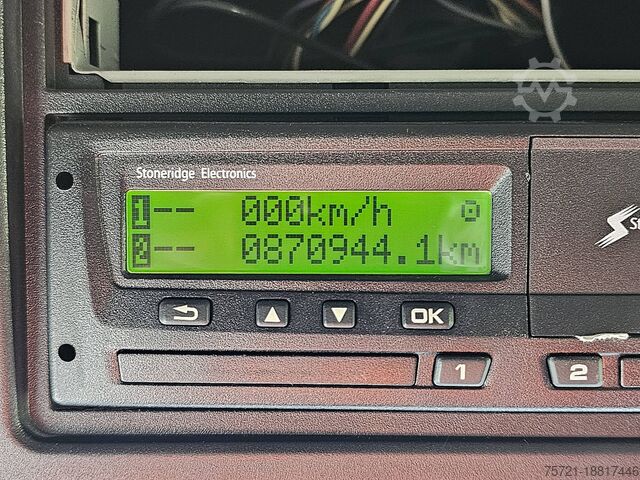 Stoneridge Electronics
1-- 000km/h
2-- 0870944.1km
OK
1
2
75721-18817446